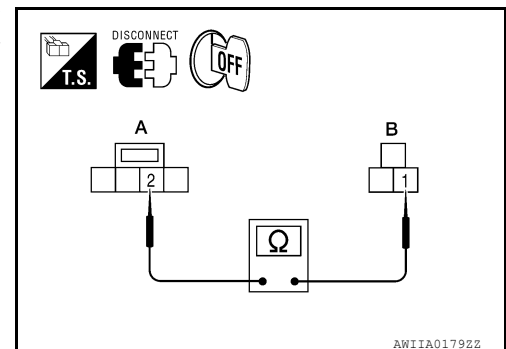 DISCONNECT
T.S.
OFF
A
B
2
1
Ω
AWIIA0179ZZ